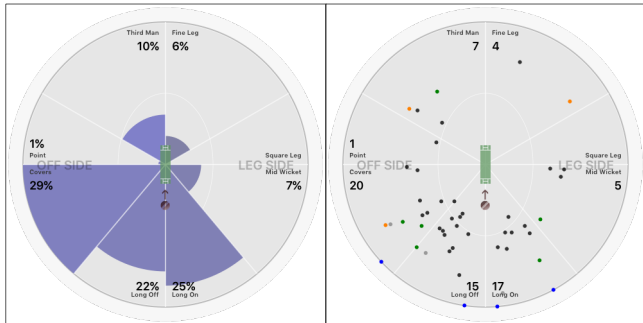 Third Man Fine Leg
10% 6%
1%
Point
OFF SIDE LEG SIDE
Square Leg
Covers Mid Wicket
29% 7%
22% 25%
Long Off Long On
Third Man Fine Leg
7 4
1
Point
OFF SIDE LEG SIDE
Square Leg
Covers Mid Wicket
20 5
15 17
Long Off Long On